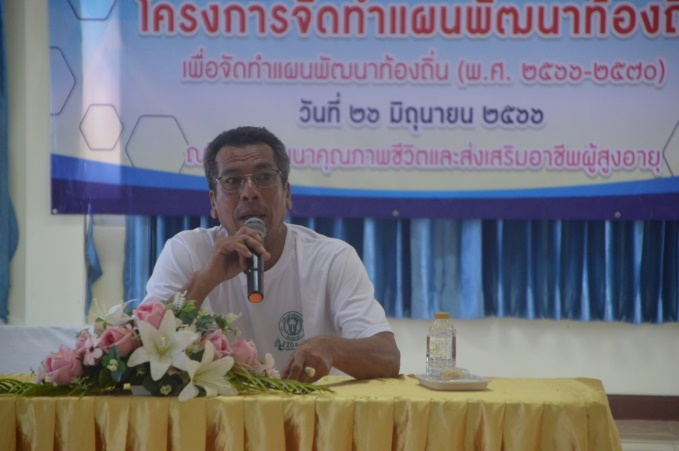 โครงการจัดทำแผนพัฒนาท้องถิ
เพื่อจัดทำแผนพัฒนาท้องถิ่น (พ.ศ. ๒๕๖๖-๒๕๗๐)
วันที่ ๒๖ มิถุนายน ๒๕๖๖
ณ นาคุณภาพชีวิตและส่งเสริมอาชีพผู้สูงอายุ